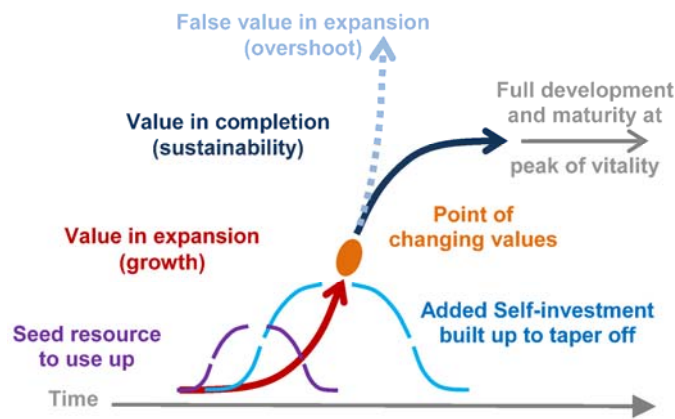 False value in expansion
(overshoot)
Full development
and maturity at
peak of vitality
Value in completion
(sustainability)
Point of
changing values
Value in expansion
(growth)
Added Self-investment
built up to taper off
Seed resource
to use up
Time